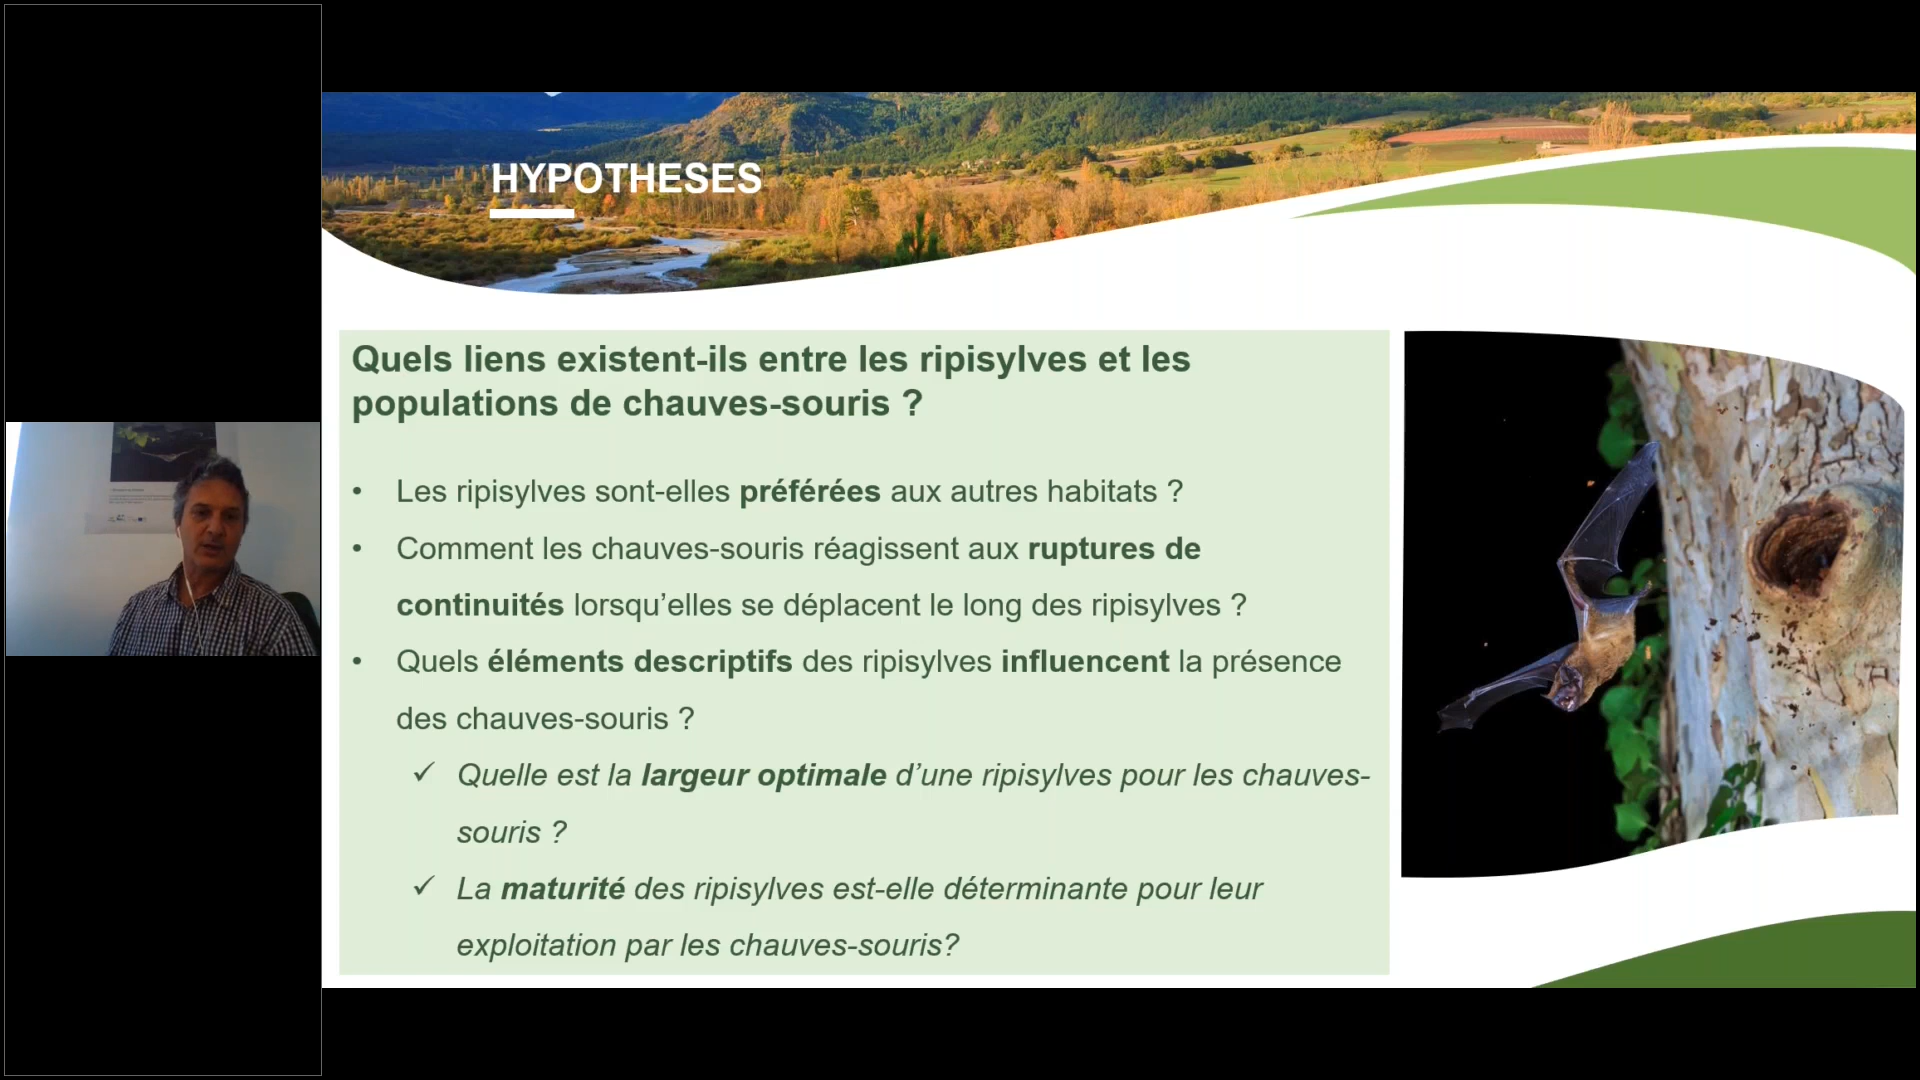 HYPOTHESES
Quels liens existent-ils entre les ripisylves et les
populations de chauves-souris ?
• Les ripisylves sont-elles préférées aux autres habitats ?
• Comment les chauves-souris réagissent aux ruptures de
continuités lorsqu’elles se déplacent le long des ripisylves ?
• Quels éléments descriptifs des ripisylves influencent la présence
des chauves-souris ?
✓ Quelle est la largeur optimale d’une ripisylves pour les chauves-
souris ?
✓ La maturité des ripisylves est-elle déterminante pour leur
exploitation par les chauves-souris?